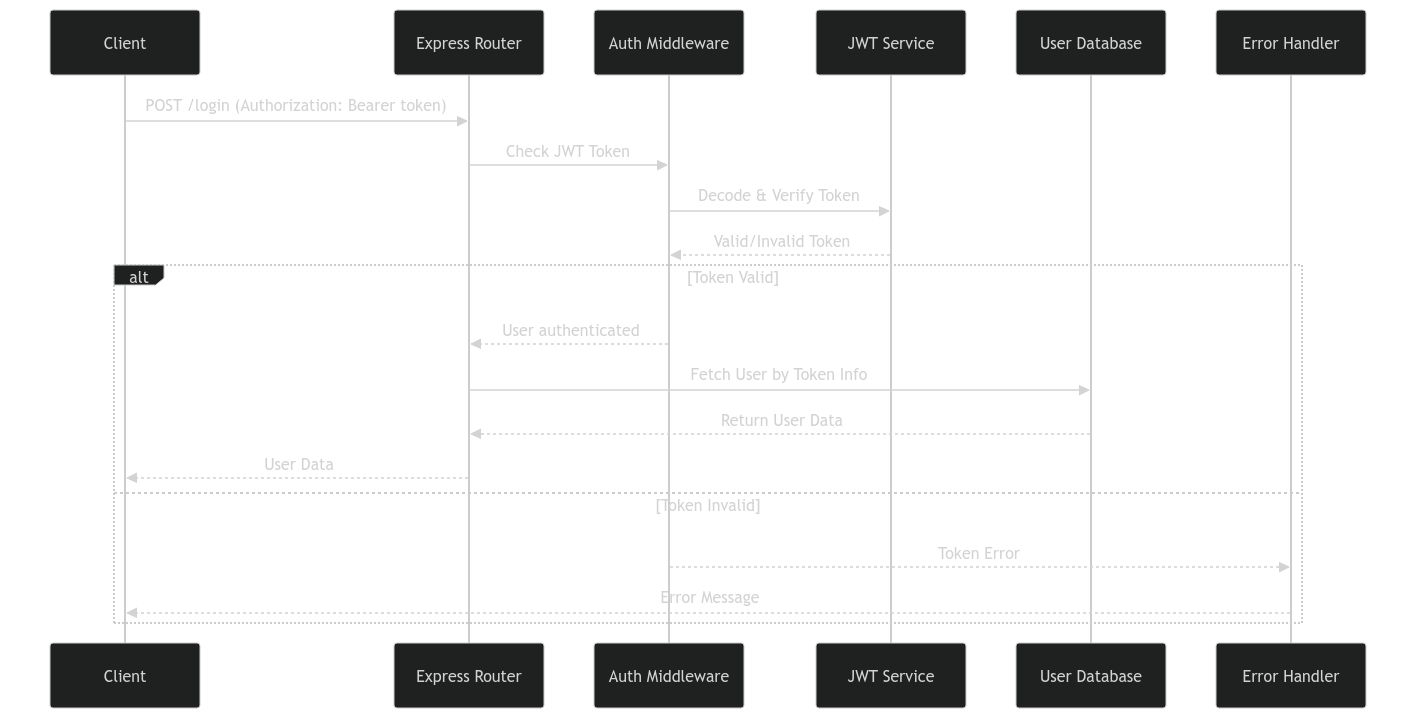 Client
Express Router
Auth Middleware
JWT Service
User Database
Error Handler
POST /login (Authorization: Bearer token)
Check JWT Token
Decode & Verify Token
Valid/Invalid Token
alt
[Token Valid]
User authenticated
Fetch User by Token Info
Return User Data
User Data
[Token Invalid]
Token Error
Error Message
Client
Express Router
Auth Middleware
JWT Service
User Database
Error Handler